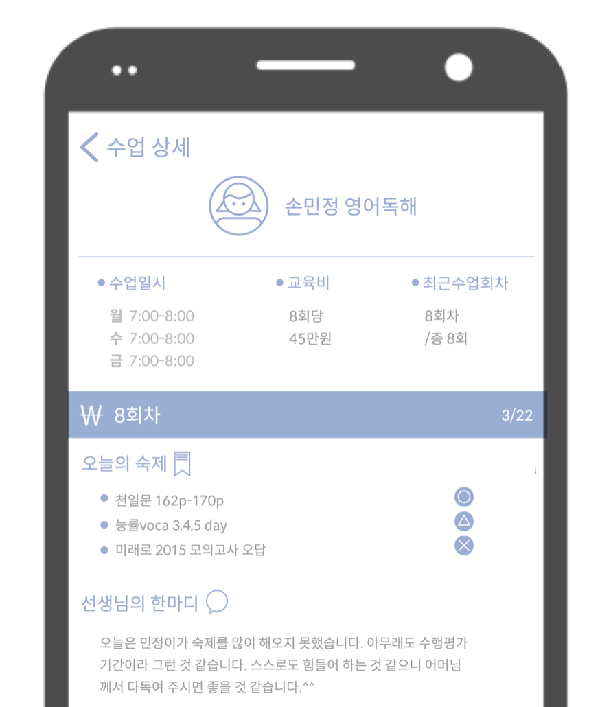 수업 상세
손민정 영어독해
수업일시
월 7:00-8:00
수 7:00-8:00
금 7:00-8:00
교육비
8회당
45만원
최근수업회차
8회차
/총 8회
₩ 8회차 3/22
오늘의 숙제
천일문 162p-170p
능률voca 3.4.5 day
미래로 2015 모의고사 오답
선생님의 한마디
오늘은 민정이가 숙제를 많이 해오지 못했습니다. 아무래도 수행평가
기간이라 그런 것 같습니다. 스스로도 힘들어 하는 것 같으니 어머님
께서 다독여 주시면 좋을 것 같습니다.^^